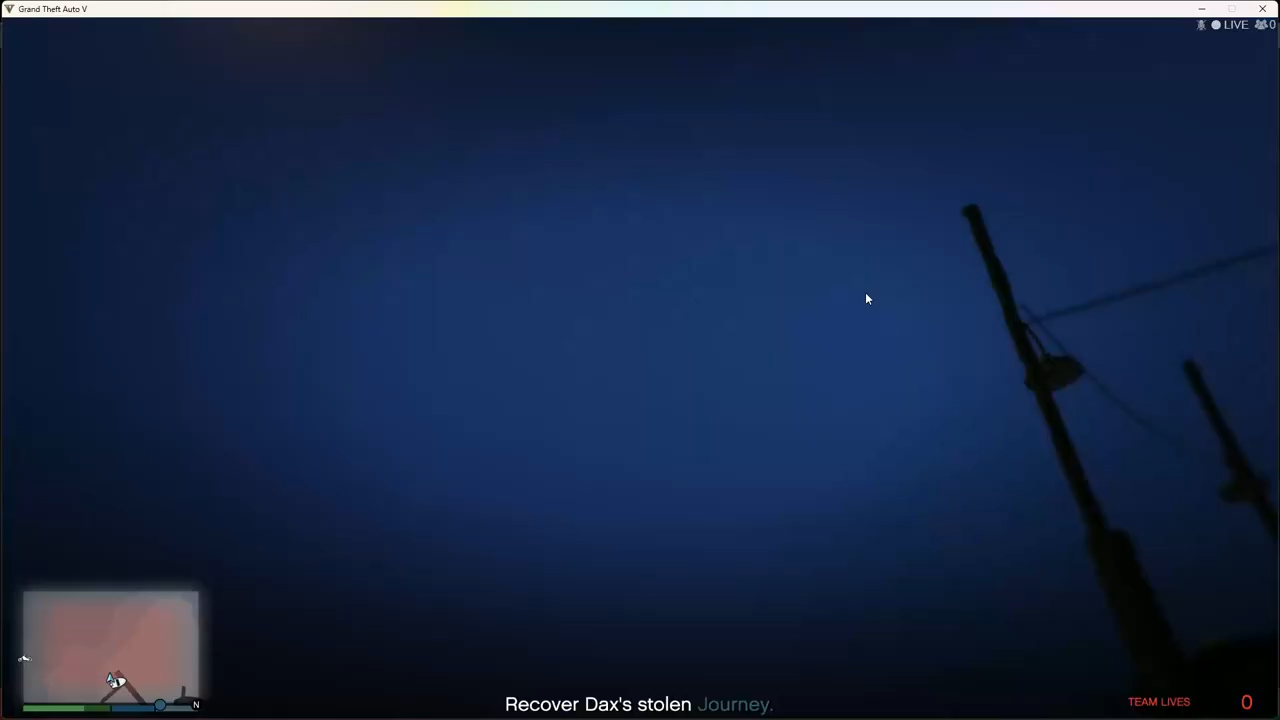 Grand Theft Auto V
LIVE 0
N
Recover Dax's stolen Journey.
TEAM LIVES 0